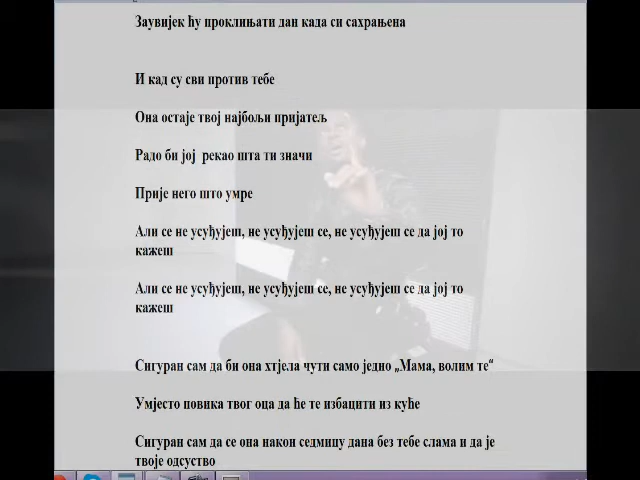 Заувијек ћу проклињати дан када си сахрањена
И кад су сви против тебе
Она остаје твој најбољи пријатељ
Радо би јој рекао шта ти значи
Прије него што умре
Али се не усуђујеш, не усуђујеш се, не усуђујеш се да јој то
кажеш
Али се не усуђујеш, не усуђујеш се, не усуђујеш се да јој то
кажеш
Сигуран сам да би она хтјела чути само једно „Мама, волим те“
Умјесто повика твог оца да ће те избацити из куће
Сигуран сам да се она након седмицу дана без тебе слама и да је
твоје одсуство